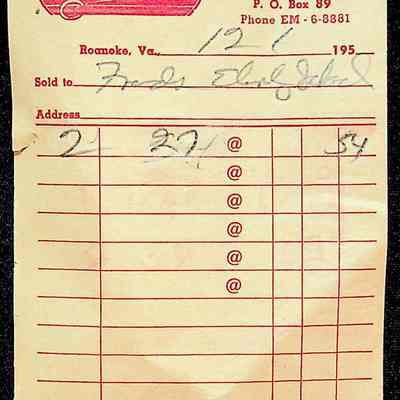 P. O. Box 89
Phone EM - 6-8881
Roanoke, Va., 12 1 195
Sold to
Address
2 27 @ 54
@
@
@
@
@